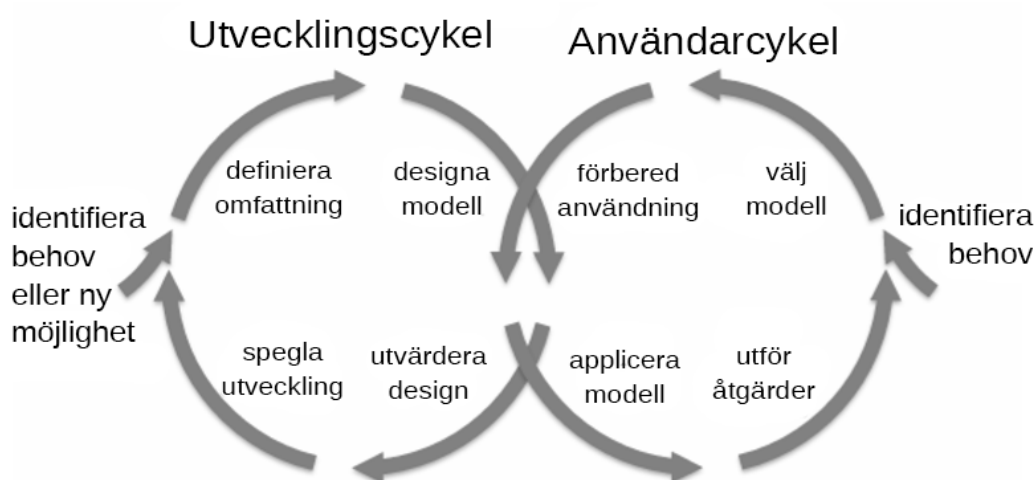 Utvecklingscykel
Användarcykel
definiera
omfattning
designa
modell
förbered
användning
välj
modell
identifiera
behov
eller ny
möjlighet
identifiera
behov
spegla
utveckling
utvärdera
design
applicera
modell
utför
åtgärder